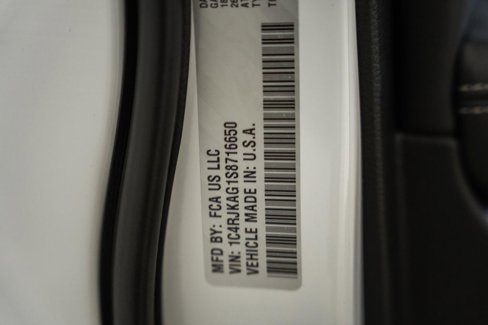 MFD BY: FCA US LLC
VIN: 1C4RJKAG1S8716650
VEHICLE MADE IN: U.S.A.